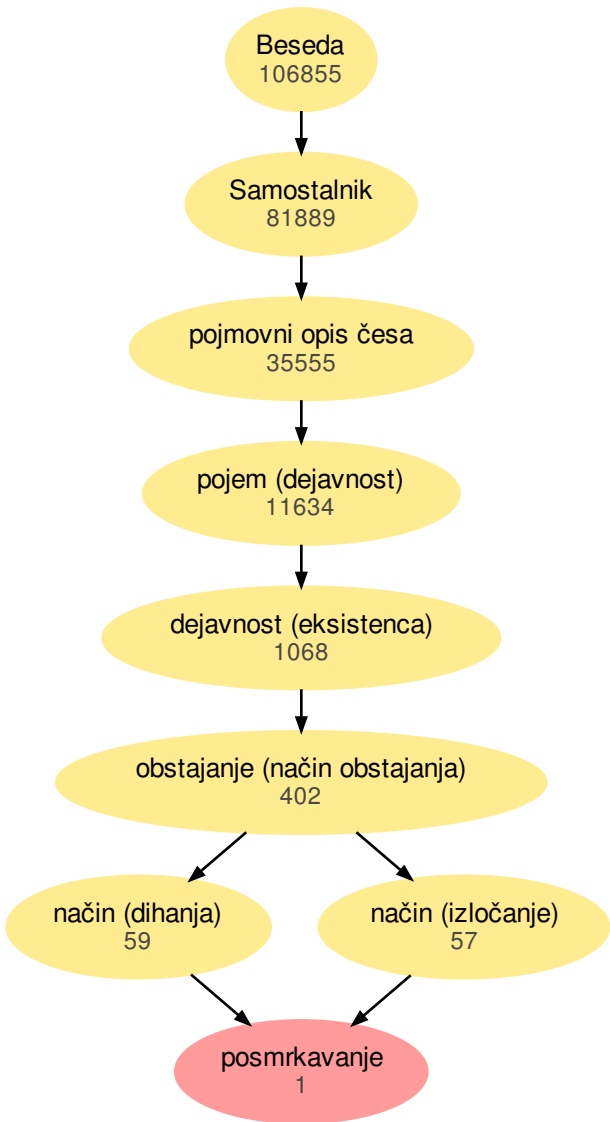 Beseda
106855
Samostalnik
81889
pojmovni opis česa
35555
pojem (dejavnost)
11634
dejavnost (eksistenca)
1068
obstajanje (način obstajanja)
402
način (dihanja)
59
način (izločanje)
57
posmrkavanje
1